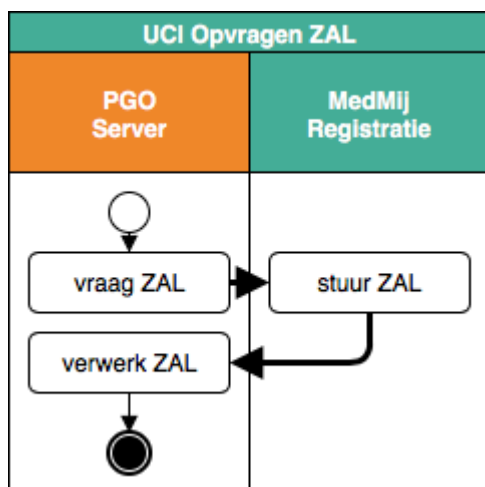 UCI Opvragen ZAL
PGO
Server
MedMij
Registratie
vraag ZAL
stuur ZAL
verwerk ZAL